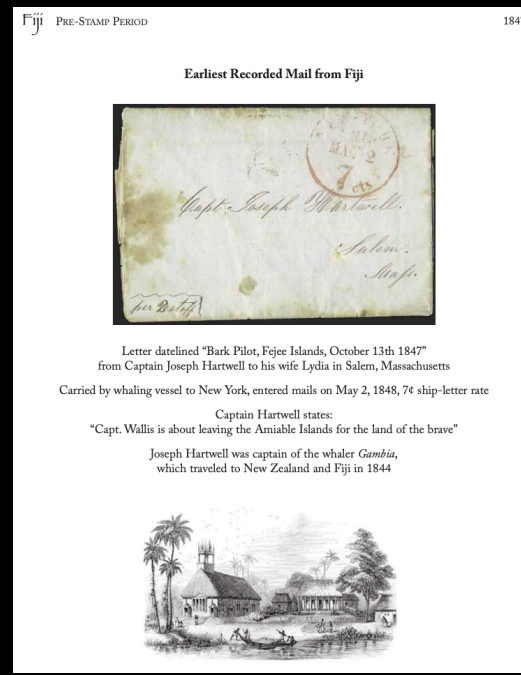 Fiji PRE-STAMP PERIOD 184
Earliest Recorded Mail from Fiji
MAY 2
7
cts
Capt. Joseph Hartwell.
Salem.
Mass.
Letter datelined “Bark Pilot, Fejee Islands, October 13th 1847”
from Captain Joseph Hartwell to his wife Lydia in Salem, Massachusetts
Carried by whaling vessel to New York, entered mails on May 2, 1848, 7¢ ship-letter rate
Captain Hartwell states:
“Capt. Wallis is about leaving the Amiable Islands for the land of the brave”
Joseph Hartwell was captain of the whaler Gambia,
which traveled to New Zealand and Fiji in 1844